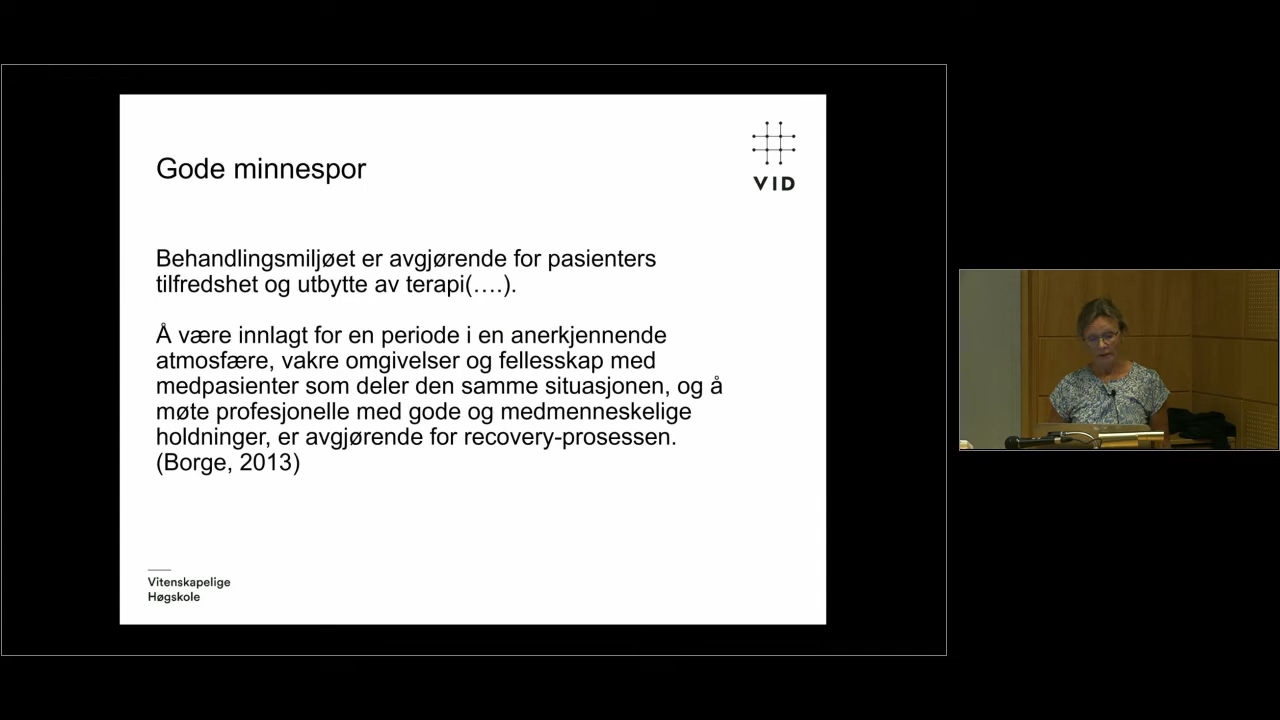 Gode minnespor
VID
Behandlingsmiljøet er avgjørende for pasienters
tilfredshet og utbytte av terapi(….).
Å være innlagt for en periode i en anerkjennende
atmosfære, vakre omgivelser og fellesskap med
medpasienter som deler den samme situasjonen, og å
møte profesjonelle med gode og medmenneskelige
holdninger, er avgjørende for recovery-prosessen.
(Borge, 2013)
Vitenskapelige
Høgskole